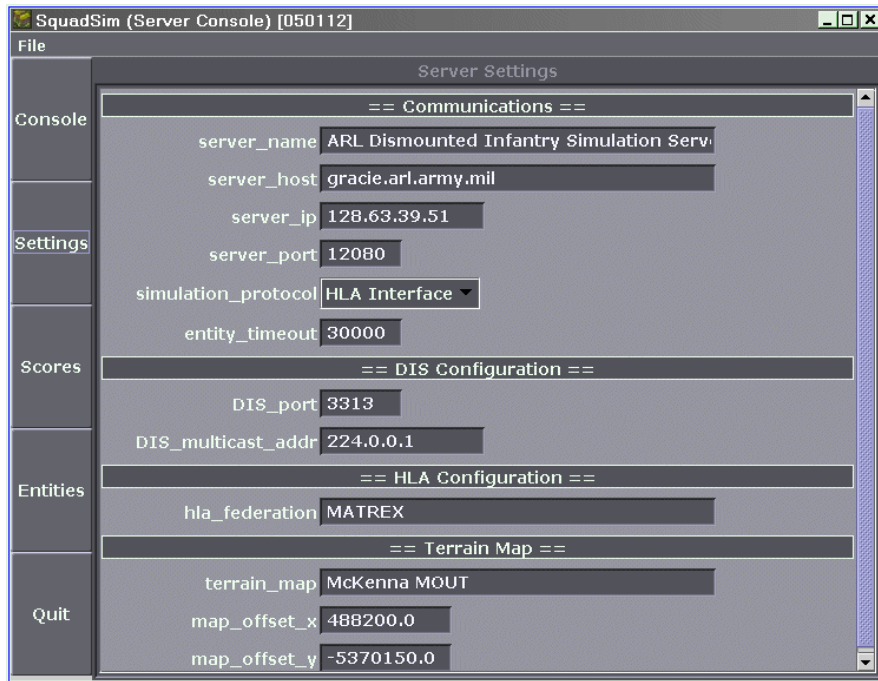 SquadSim (Server Console) [050112]
File
Console
Settings
Scores
Entities
Quit
Server Settings
== Communications ==
server_name ARL Dismounted Infantry Simulation Serv
server_host gracie.arl.army.mil
server_ip 128.63.39.51
server_port 12080
simulation_protocol HLA Interface
entity_timeout 30000
== DIS Configuration ==
DIS_port 3313
DIS_multicast_addr 224.0.0.1
== HLA Configuration ==
hla_federation MATREX
== Terrain Map ==
terrain_map McKenna MOUT
map_offset_x 488200.0
map_offset_y -5370150.0